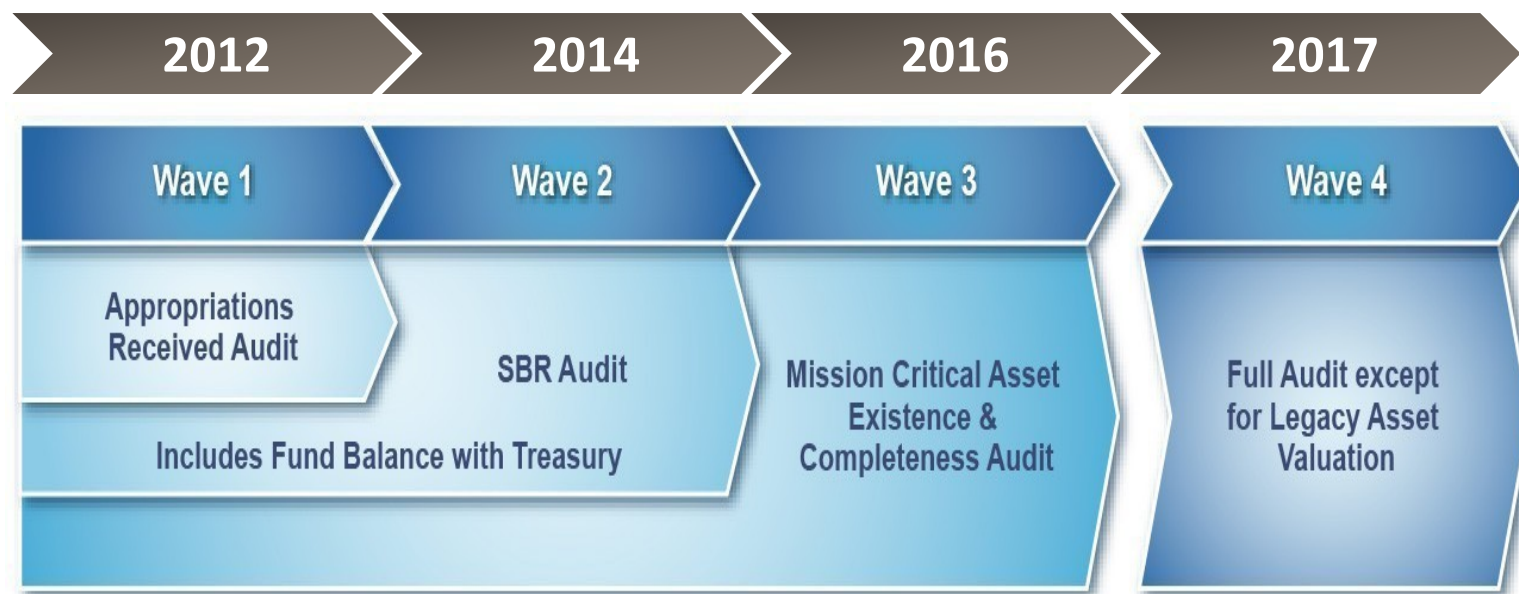 2012
2014
2016
2017
Wave 1
Wave 2
Wave 3
Wave 4
Appropriations
Received Audit
SBR Audit
Includes Fund Balance with Treasury
Mission Critical Asset
Existence &
Completeness Audit
Full Audit except
for Legacy Asset
Valuation